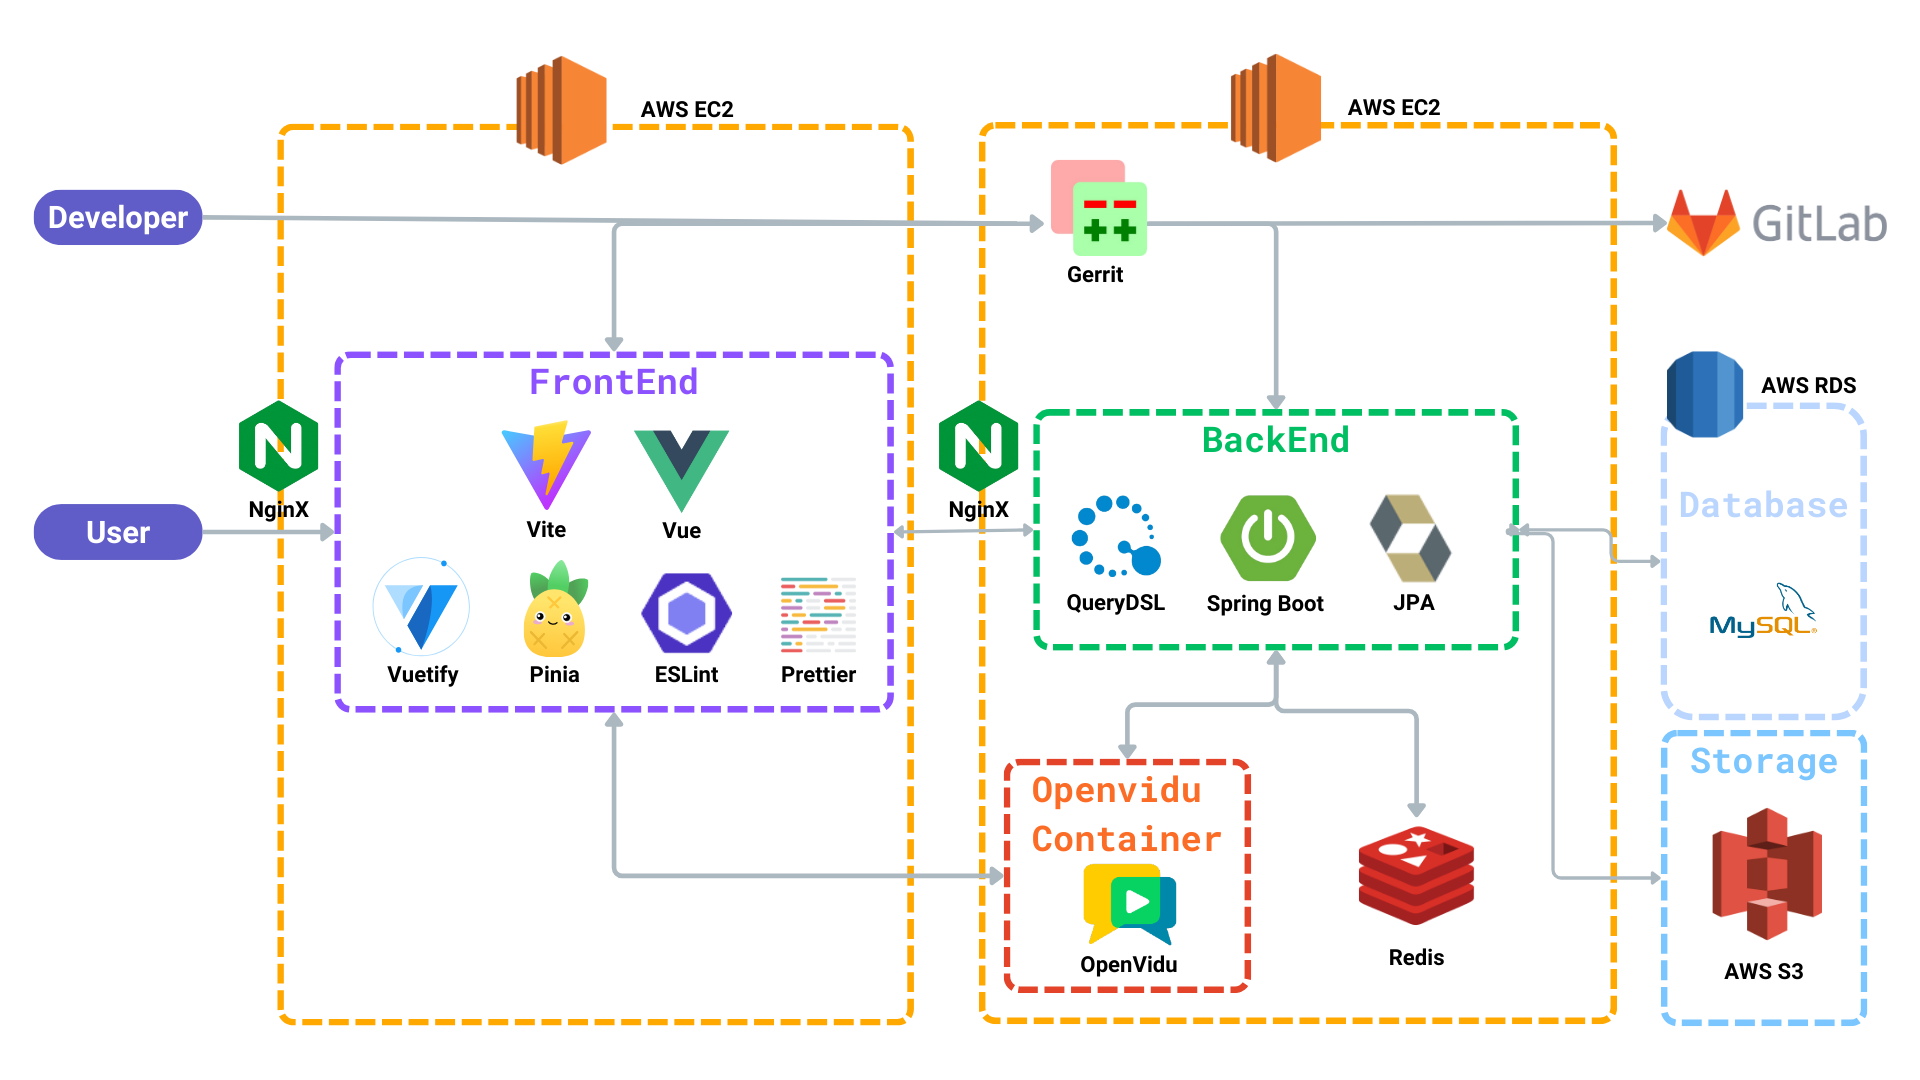 AWS EC2
AWS EC2
Developer
Gerrit
GitLab
FrontEnd
AWS RDS
BackEnd
NginX
Vite
Vue
NginX
Database
User
QueryDSL
Spring Boot
JPA
MySQL®
Vuetify
Pinia
ESLint
Prettier
Storage
Openvidu
Container
OpenVidu
Redis
AWS S3